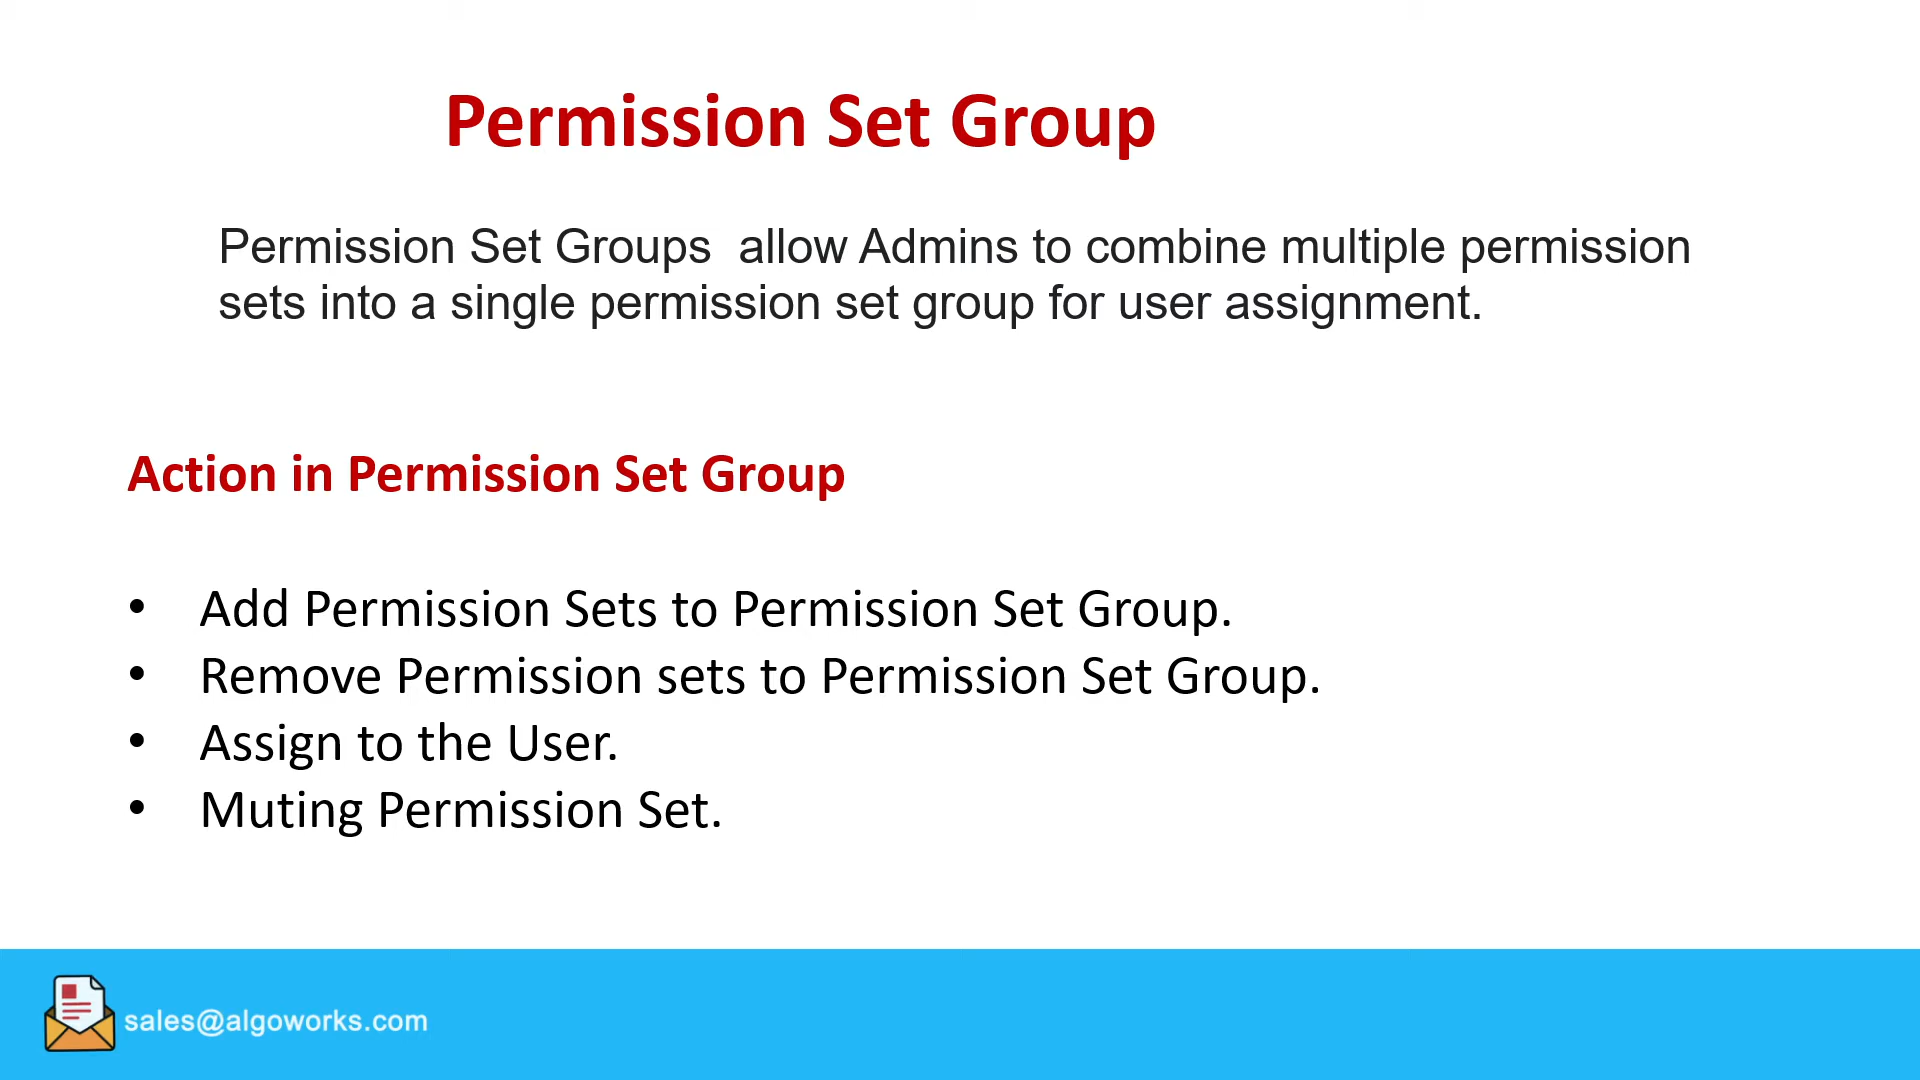 Permission Set Group
Permission Set Groups  allow Admins to combine multiple permission
sets into a single permission set group for user assignment.
Action in Permission Set Group
• Add Permission Sets to Permission Set Group.
• Remove Permission sets to Permission Set Group.
• Assign to the User.
• Muting Permission Set.
sales@algoworks.com